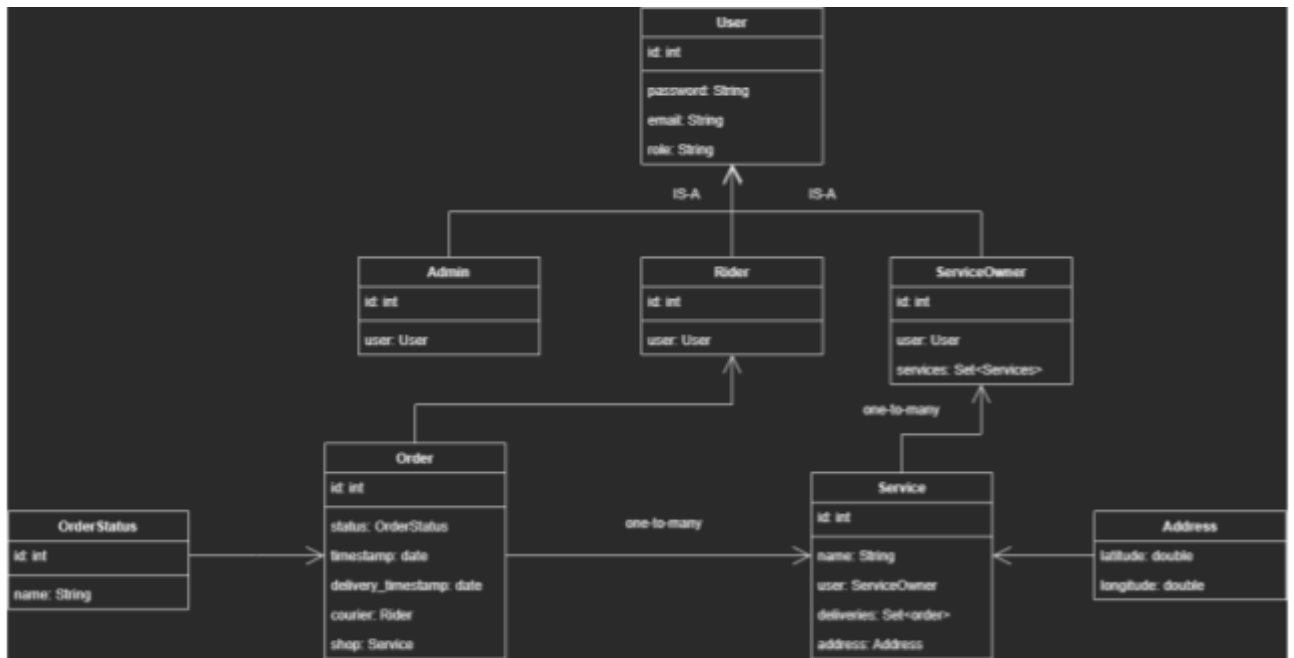 User
id: int
password: String
email: String
role: String
IS-A
IS-A
Admin
id: int
user: User
Rider
id: int
user: User
ServiceOwner
id: int
user: User
services: Set<Services>
one-to-many
Order
id: int
status: OrderStatus
timestamp: date
delivery_timestamp: date
courier: Rider
shop: Service
one-to-many
OrderStatus
id: int
name: String
Service
id: int
name: String
user: ServiceOwner
deliveries: Set<order>
address: Address
Address
latitude: double
longitude: double